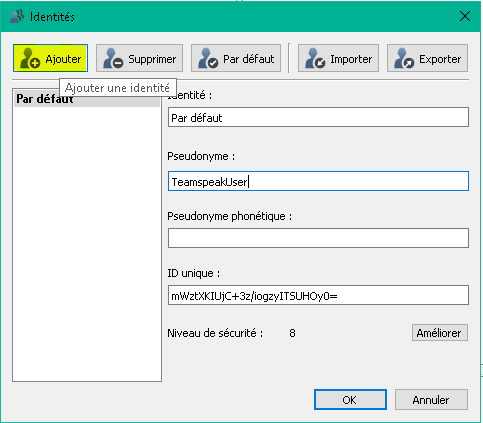 Identités
Ajouter
Supprimer
Par défaut
Importer
Exporter
Ajouter une identité
Par défaut
Identité :
Par défaut
Pseudonyme :
TeamspeakUser
Pseudonyme phonétique :
ID unique :
mWztXKIUjC+3z/iogzyITSUHOy0=
Niveau de sécurité : 8
Améliorer
OK
Annuler